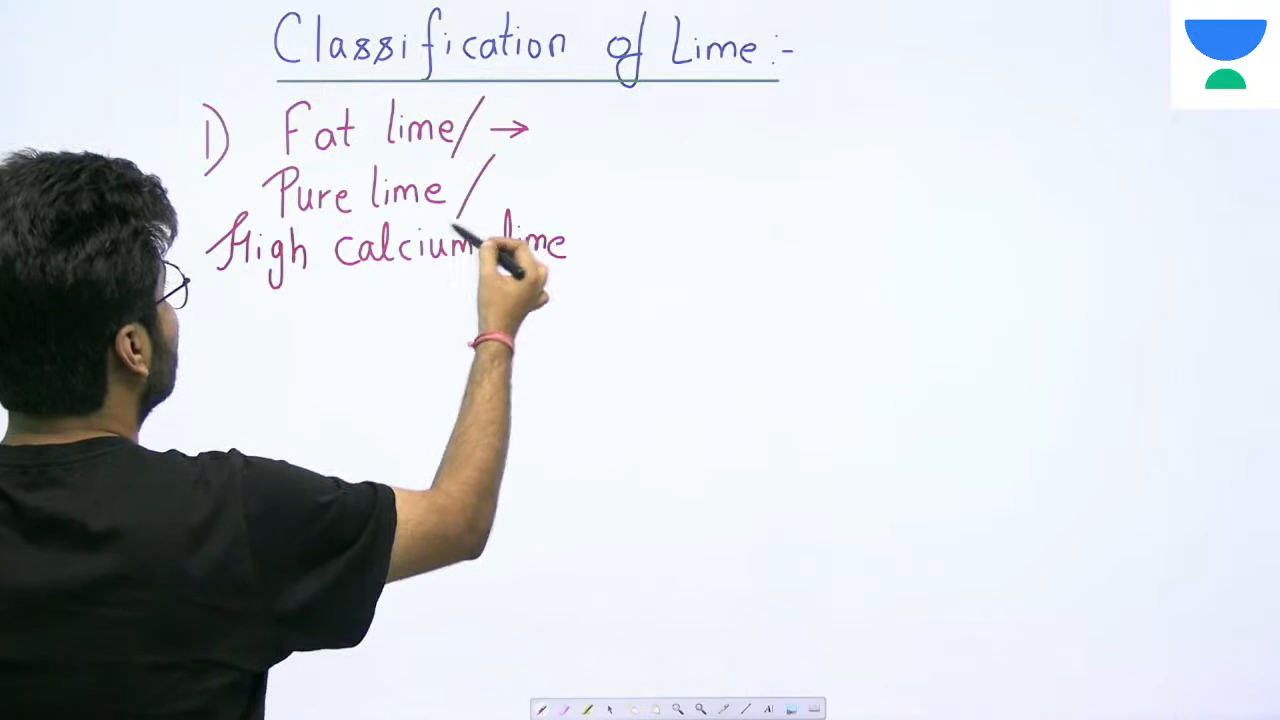 Classification of Lime :-
1) Fat lime/ →
Pure lime /
High calcium lime